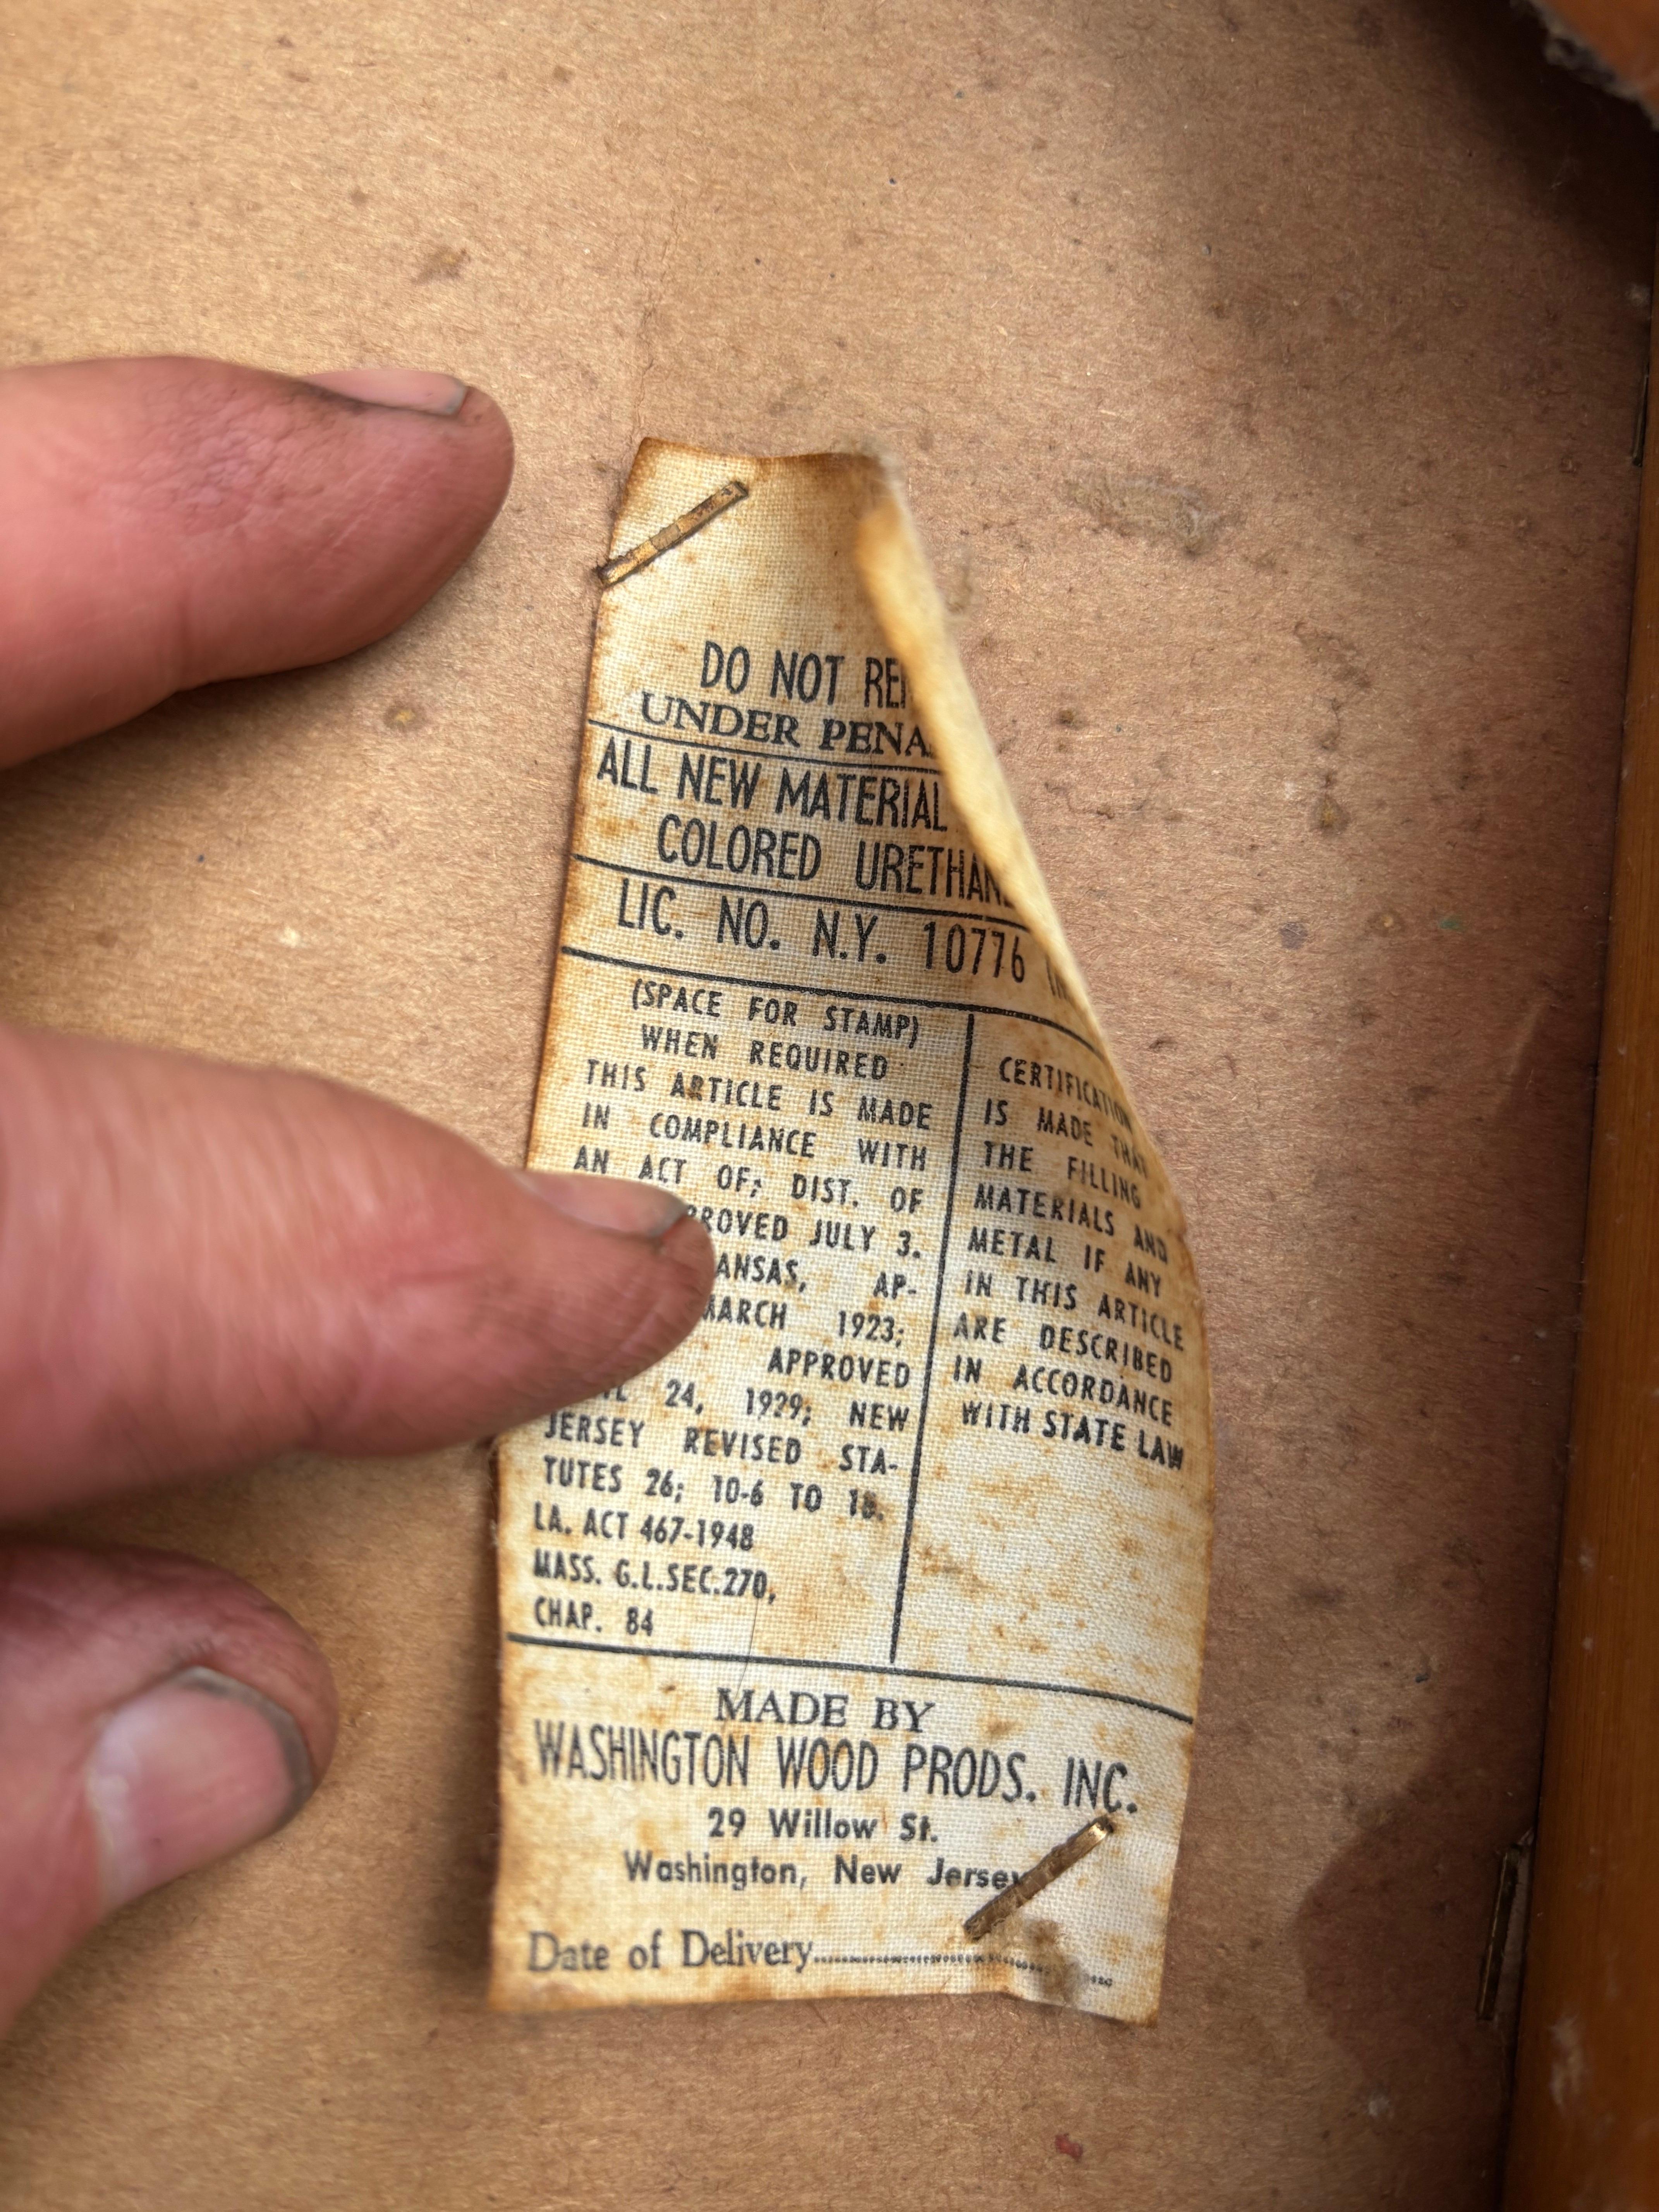 DO NOT
UNDER
ALL NEW MATERIAL
COLORED
LIC. NO. N.Y. 10776
(SPACE FOR STAMP)
WHEN REQUIRED
THIS ARTICLE IS MADE
IN COMPLIANCE WITH
AN ACT OF; DIST. OF
JULY 3.
AP-
MARCH 1923;
APPROVED
24, 1929; NEW
JERSEY REVISED STA-
TUTES 26; 10-6 TO
LA. ACT 467-1948
MASS. G.L.SEC.270,
CHAP. 84
CERTIFICATION
IS MADE THAT
THE FILLING
MATERIALS AND
METAL IF ANY
IN THIS ARTICLE
ARE DESCRIBED
IN ACCORDANCE
WITH STATE LAW
MADE BY
WASHINGTON WOOD PRODS. INC.
29 Willow St.
Washington, New Jersey
Date of Delivery